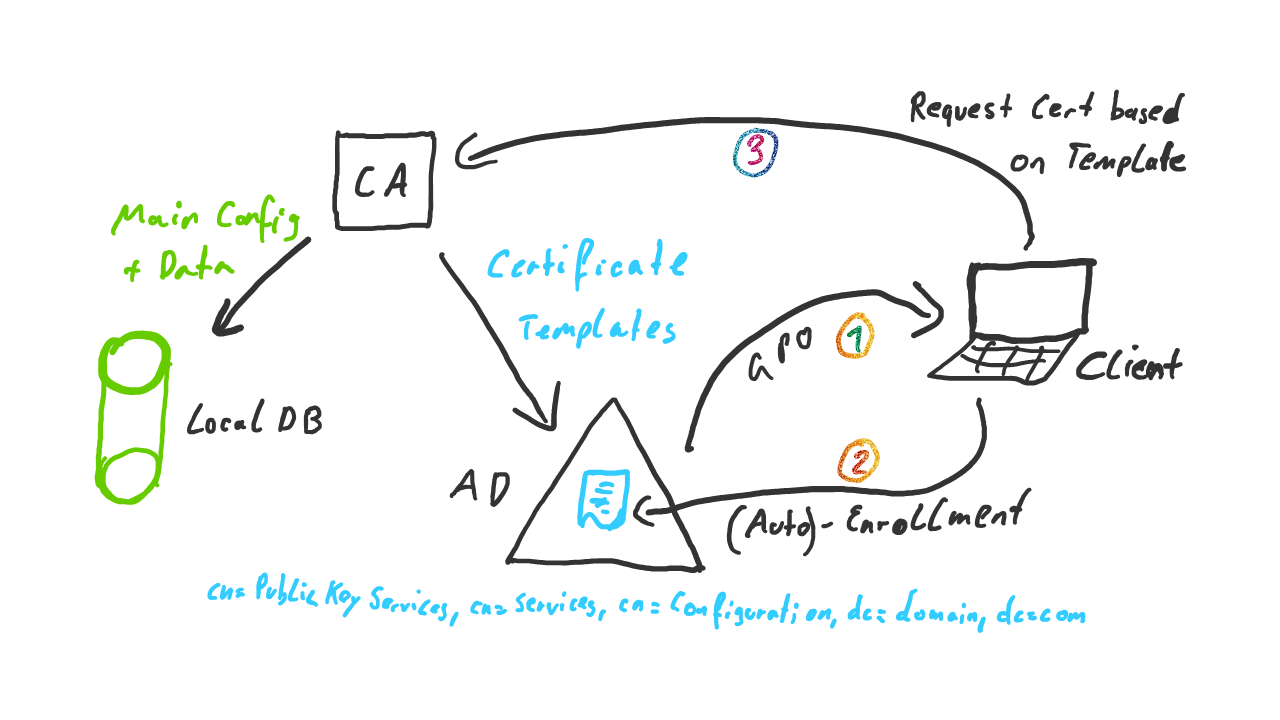 Request Cert based
on Template
3
CA
Main Config
+ Data
Certificate
Templates
GPO
1
Client
Local DB
AD
2
(Auto)-Enrollment
cn=Public Key Services, cn=Services, cn=Configuration, dc=domain, dc=com